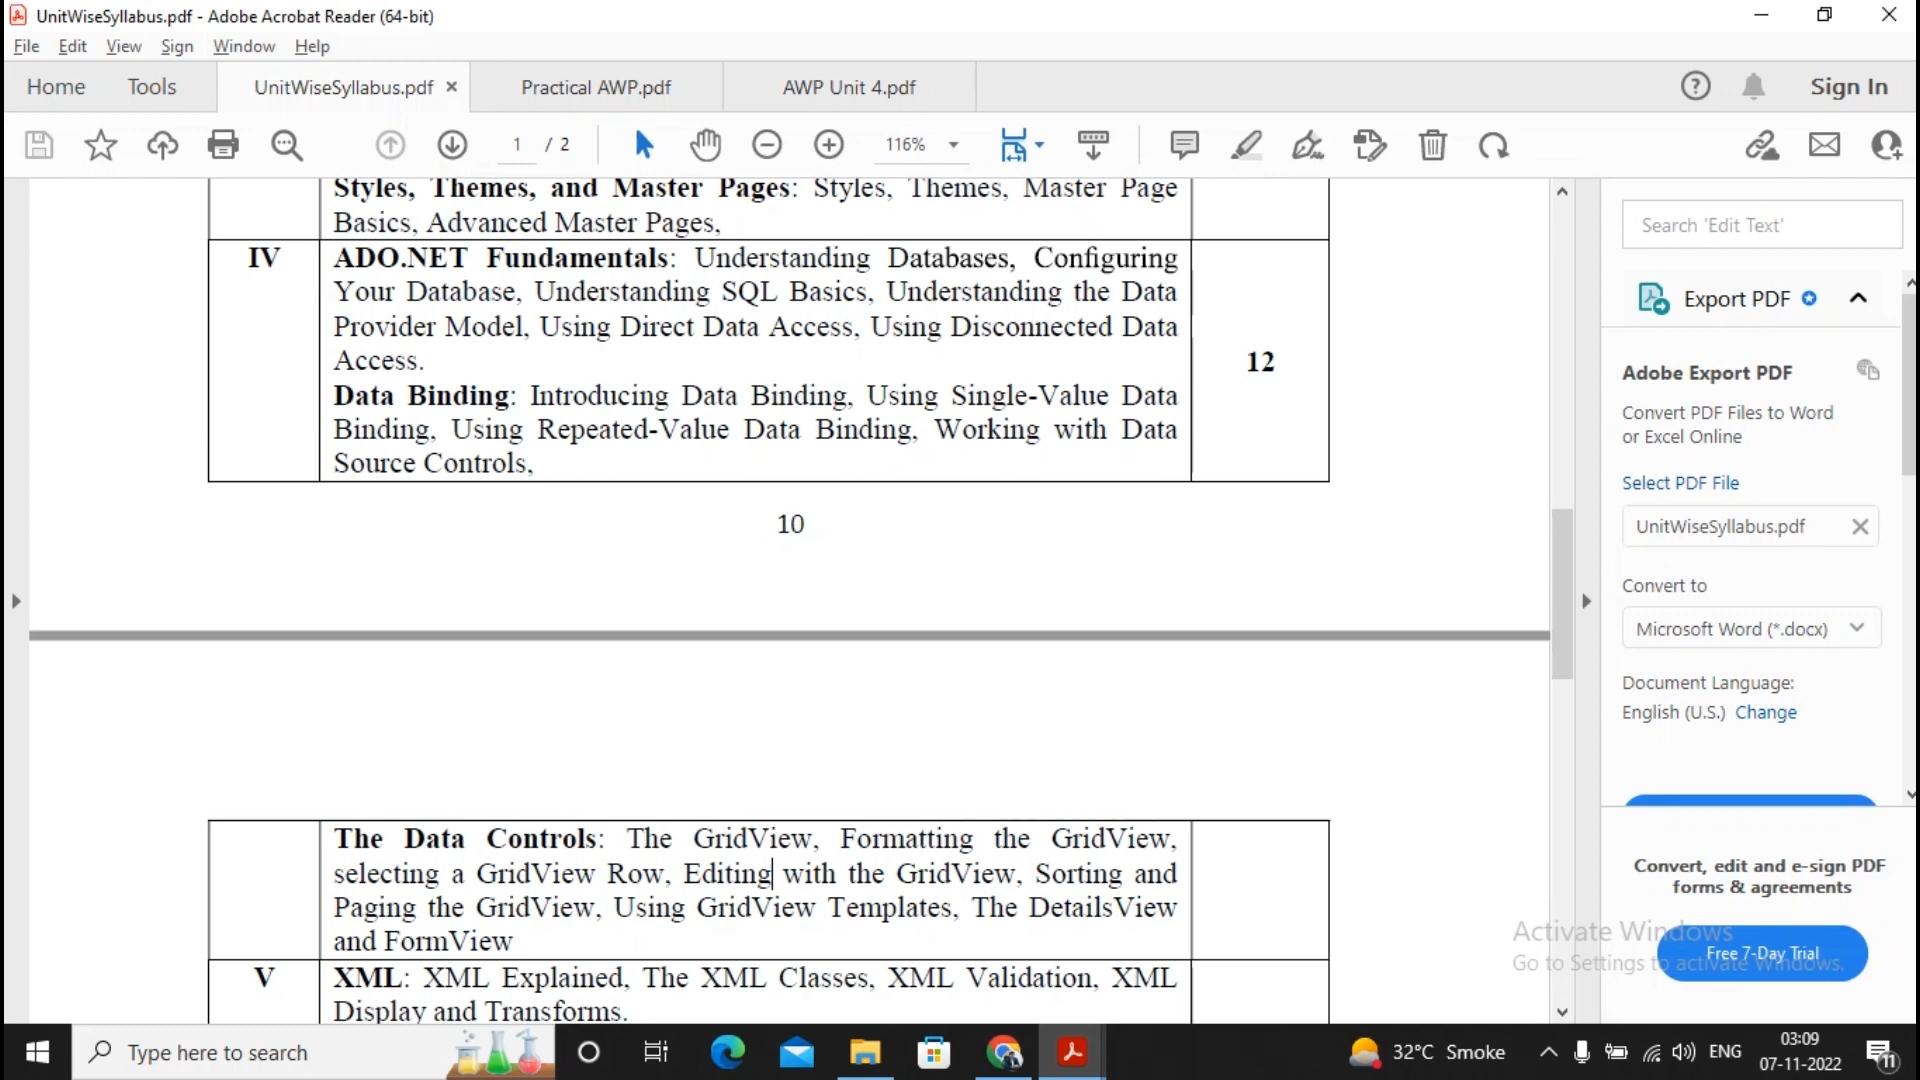 UnitWiseSyllabus.pdf - Adobe Acrobat Reader (64-bit)
File Edit View Sign Window Help
Home Tools UnitWiseSyllabus.pdf × Practical AWP.pdf AWP Unit 4.pdf Sign In
1 / 2 116%
Styles, Themes, and Master Pages: Styles, Themes, Master Page
Basics, Advanced Master Pages,
IV ADO.NET Fundamentals: Understanding Databases, Configuring
Your Database, Understanding SQL Basics, Understanding the Data
Provider Model, Using Direct Data Access, Using Disconnected Data
Access.
12
Data Binding: Introducing Data Binding, Using Single-Value Data
Binding, Using Repeated-Value Data Binding, Working with Data
Source Controls,
10
The Data Controls: The GridView, Formatting the GridView,
selecting a GridView Row, Editing with the GridView, Sorting and
Paging the GridView, Using GridView Templates, The DetailsView
and FormView
V XML: XML Explained, The XML Classes, XML Validation, XML
Display and Transforms.
Search 'Edit Text'
Export PDF
Adobe Export PDF
Convert PDF Files to Word
or Excel Online
Select PDF File
UnitWiseSyllabus.pdf
Convert to
Microsoft Word (*.docx)
Document Language:
English (U.S.) Change
Convert, edit and e-sign PDF
forms & agreements
Free 7-Day Trial
Activate Windows
Go to Settings to activate Windows.
Type here to search
32°C Smoke ENG
03:09
07-11-2022
11